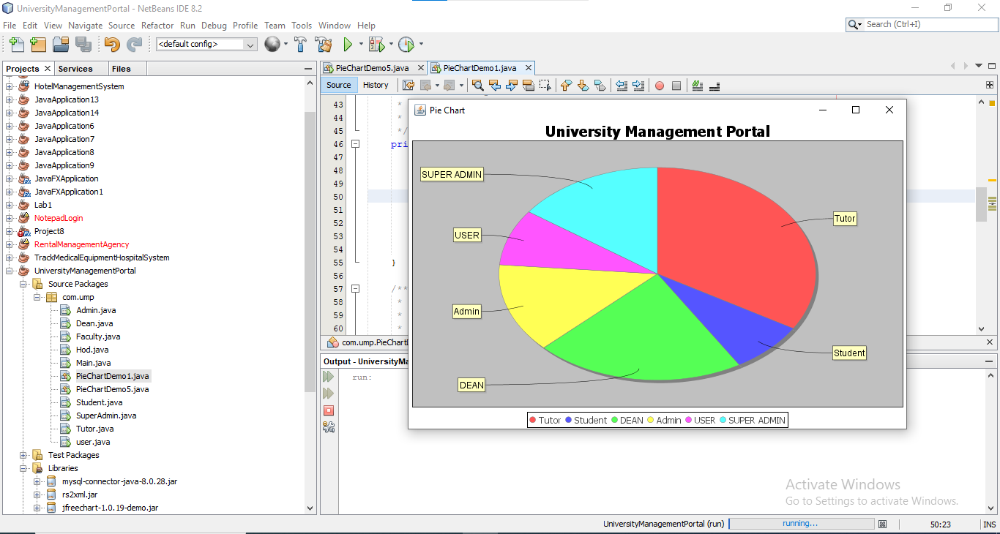 UniversityManagementPortal - NetBeans IDE 8.2
File Edit View Navigate Source Refactor Run Debug Profile Team Tools Window Help
Search (Ctrl+I)
<default config>
Projects
Services
Files
HotelManagementSystem
JavaApplication13
JavaApplication14
JavaApplication6
JavaApplication7
JavaApplication8
JavaApplication9
JavaFXApplication
JavaFXApplication1
Lab1
NotepadLogin
Project8
RentalManagementAgency
TrackMedicalEquipmentHospitalSystem
UniversityManagementPortal
Source Packages
com.ump
Admin.java
Dean.java
Faculty.java
Hod.java
Main.java
PieChartDemo1.java
PieChartDemo5.java
Student.java
SuperAdmin.java
Tutor.java
user.java
Test Packages
Libraries
mysql-connector-java-8.0.28.jar
rs2xml.jar
jfreechart-1.0.19-demo.jar
PieChartDemo5.java
PieChartDemo1.java
Source History
43 *
44 *
45 */
46 pri
47
48
49
50
51
52
53
54
55 }
56
57 /**
58 *
59 *
60 *
com.ump.PieChartD
Output - UniversityMa
run:
Pie Chart
University Management Portal
SUPER ADMIN
Tutor
USER
Admin
Student
DEAN
Tutor Student DEAN Admin USER SUPER ADMIN
Activate Windows
Go to Settings to activate Windows.
UniversityManagementPortal (run)
running...
50:23
INS